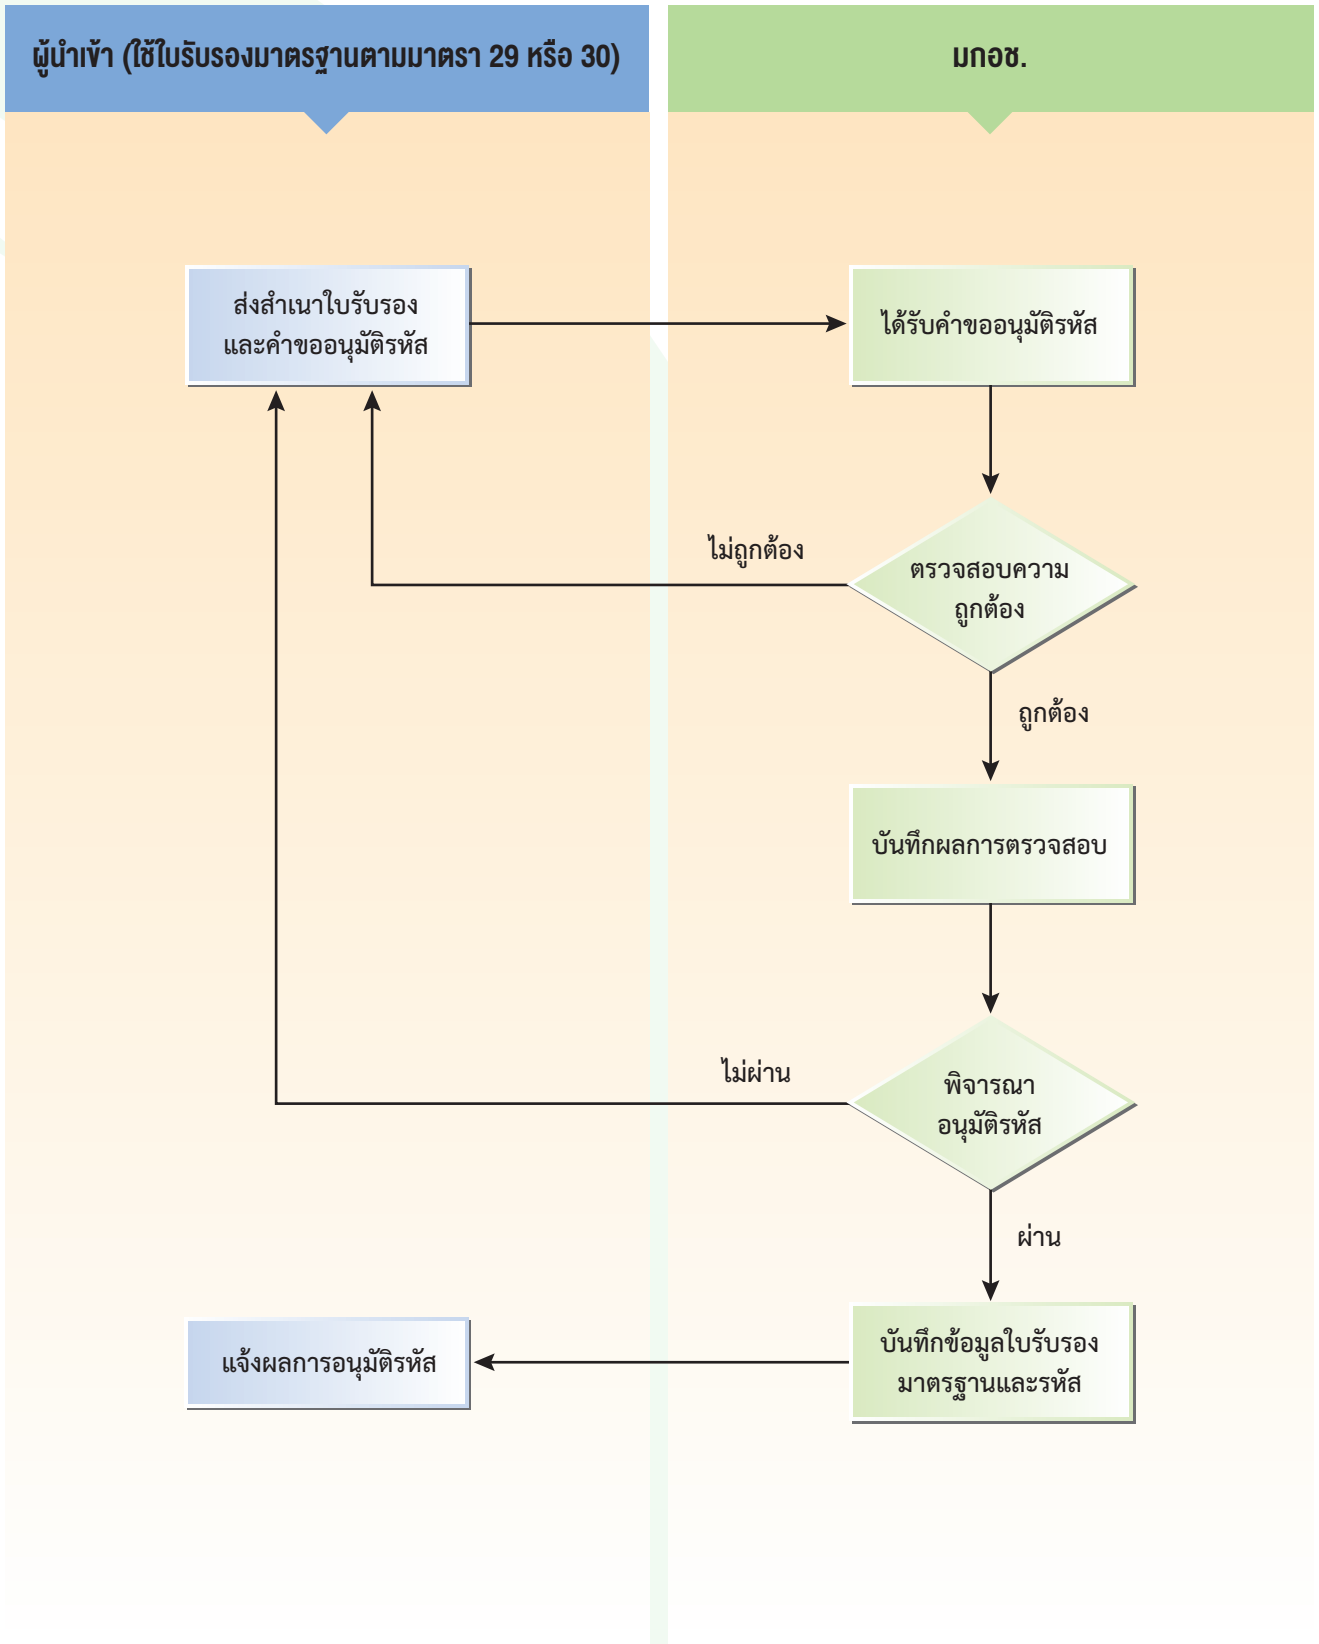 ผู้นำเข้า (ใช้ใบรับรองมาตรฐานตามมาตรา 29 หรือ 30)
มกอช.
ส่งสำเนาใบรับรอง
และคำขออนุมัติรหัส
ได้รับคำขออนุมัติรหัส
ไม่ถูกต้อง
ตรวจสอบความ
ถูกต้อง
ถูกต้อง
บันทึกผลการตรวจสอบ
ไม่ผ่าน
พิจารณา
อนุมัติรหัส
ผ่าน
แจ้งผลการอนุมัติรหัส
บันทึกข้อมูลใบรับรอง
มาตรฐานและรหัส